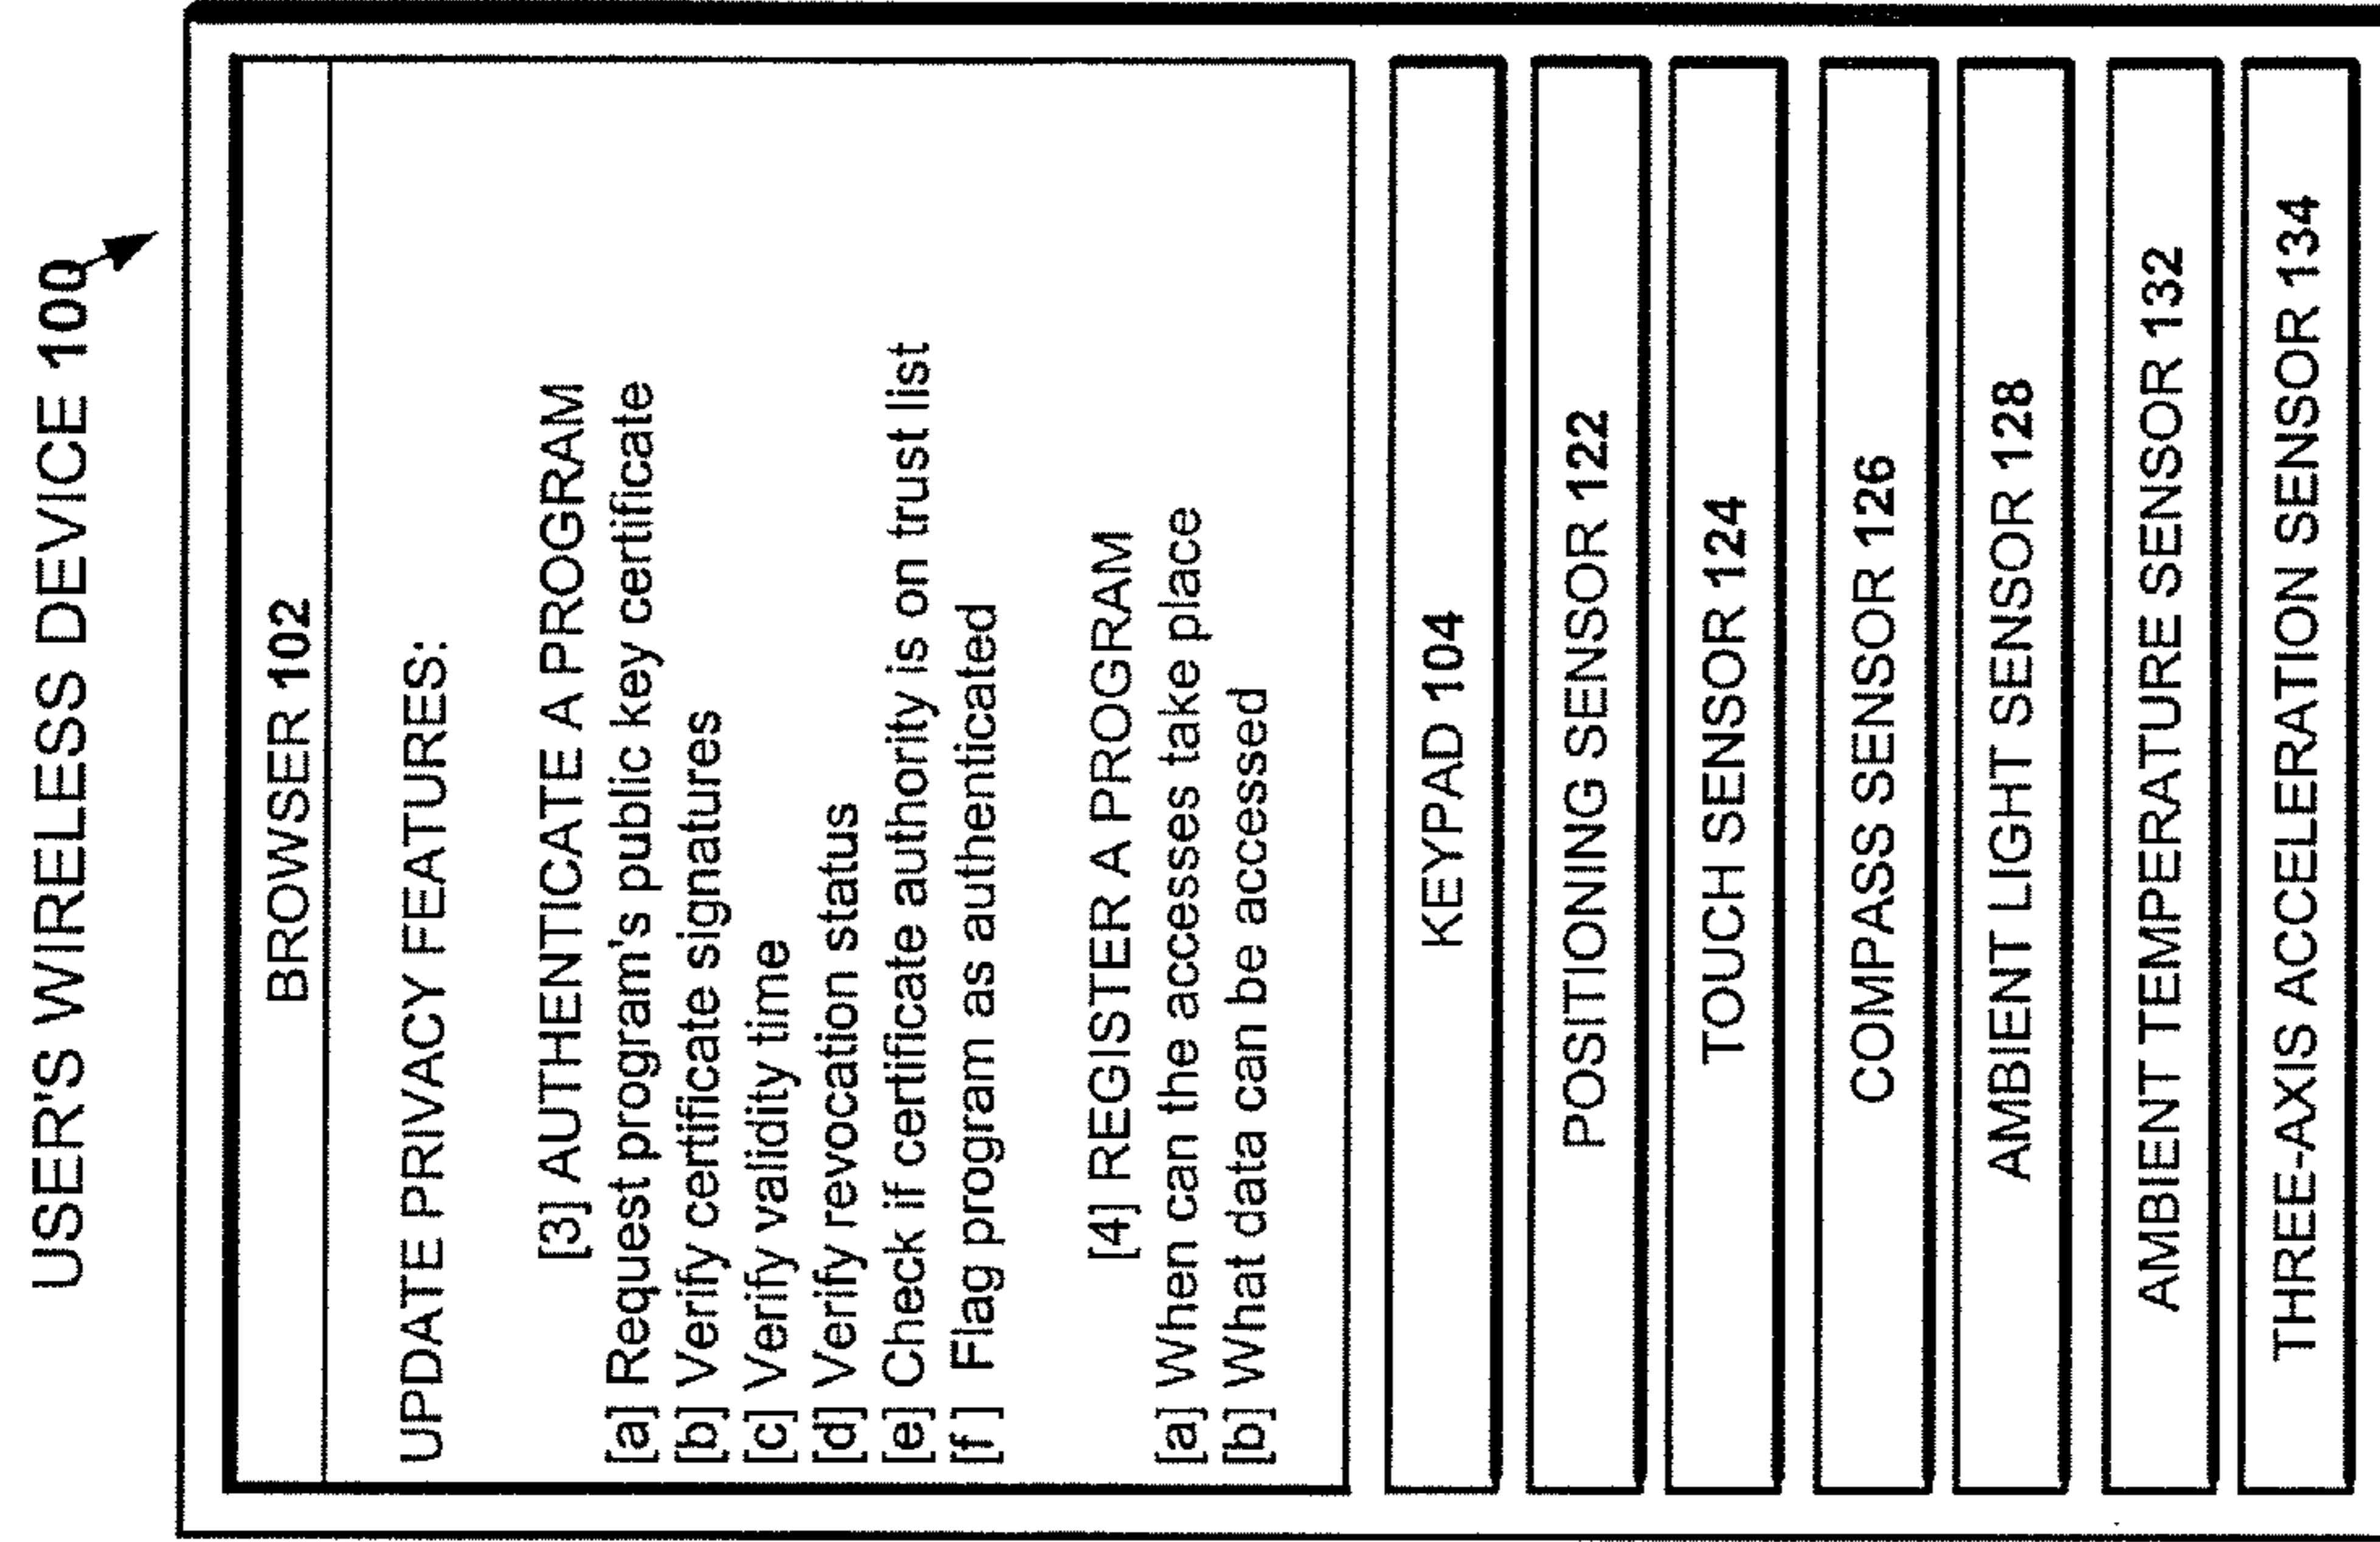 USER'S WIRELESS DEVICE 100
BROWSER 102
UPDATE PRIVACY FEATURES:
[3] AUTHENTICATE A PROGRAM
[a] Request program's public key certificate
[b] Verify certificate signatures
[c] Verify validity time
[d] Verify revocation status
[e] Check if certificate authority is on trust list
[f ] Flag program as authenticated
[4] REGISTER A PROGRAM
[a] When can the accesses take place
[b] What data can be accessed
KEYPAD 104
POSITIONING SENSOR 122
TOUCH SENSOR 124
COMPASS SENSOR 126
AMBIENT LIGHT SENSOR 128
AMBIENT TEMPERATURE SENSOR 132
THREE-AXIS ACCELERATION SENSOR 134